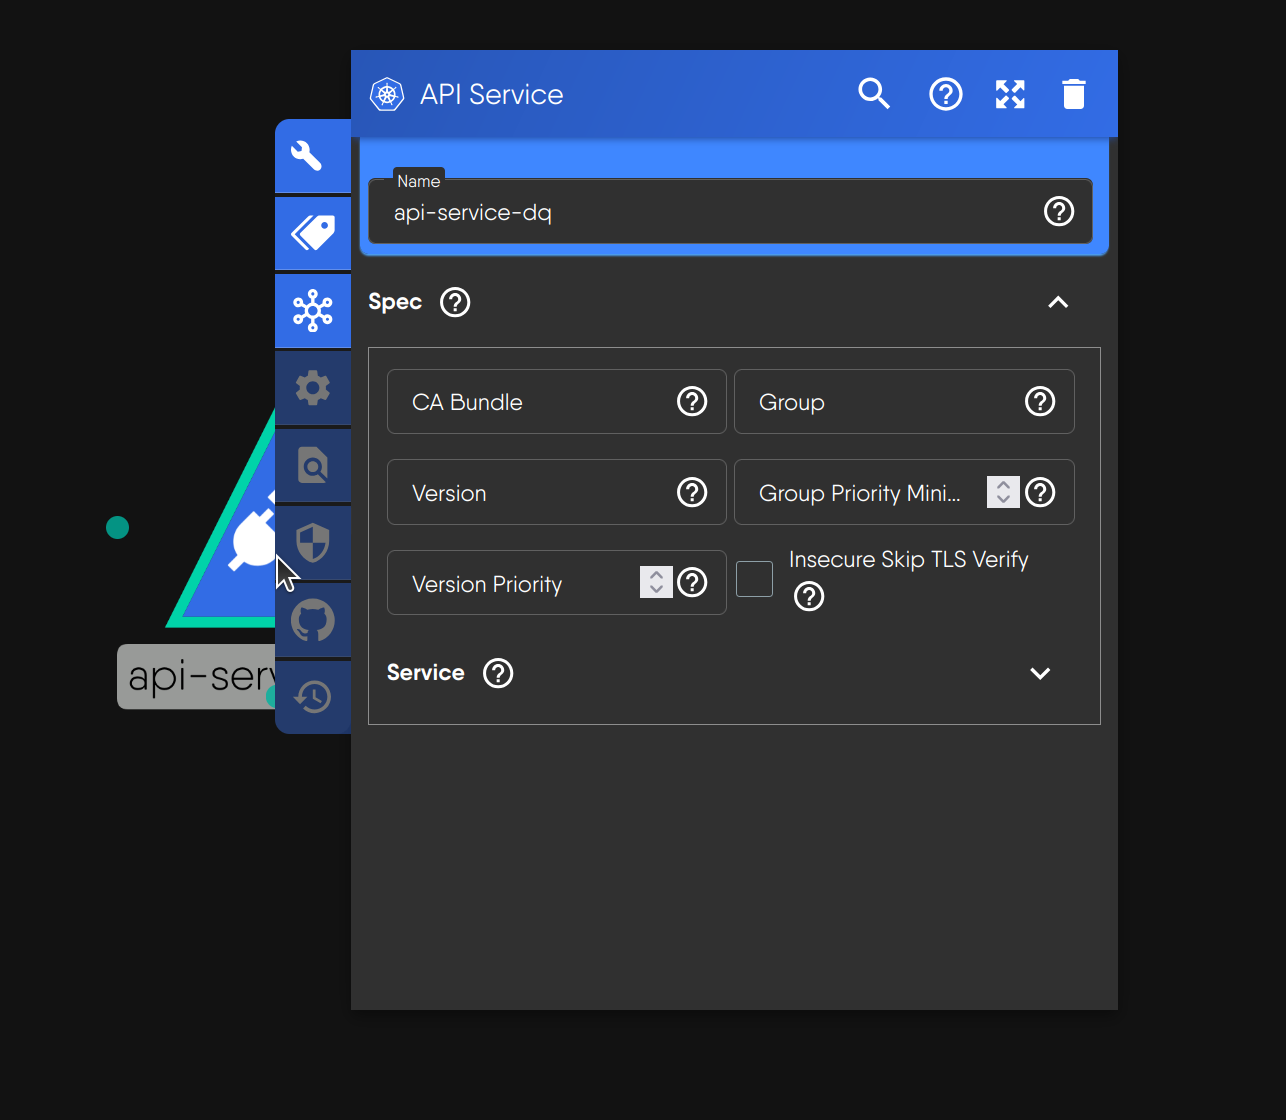 API Service
Name
api-service-dq
Spec
CA Bundle
Group
Version
Group Priority Mini...
Version Priority
Insecure Skip TLS Verify
Service
api-serv